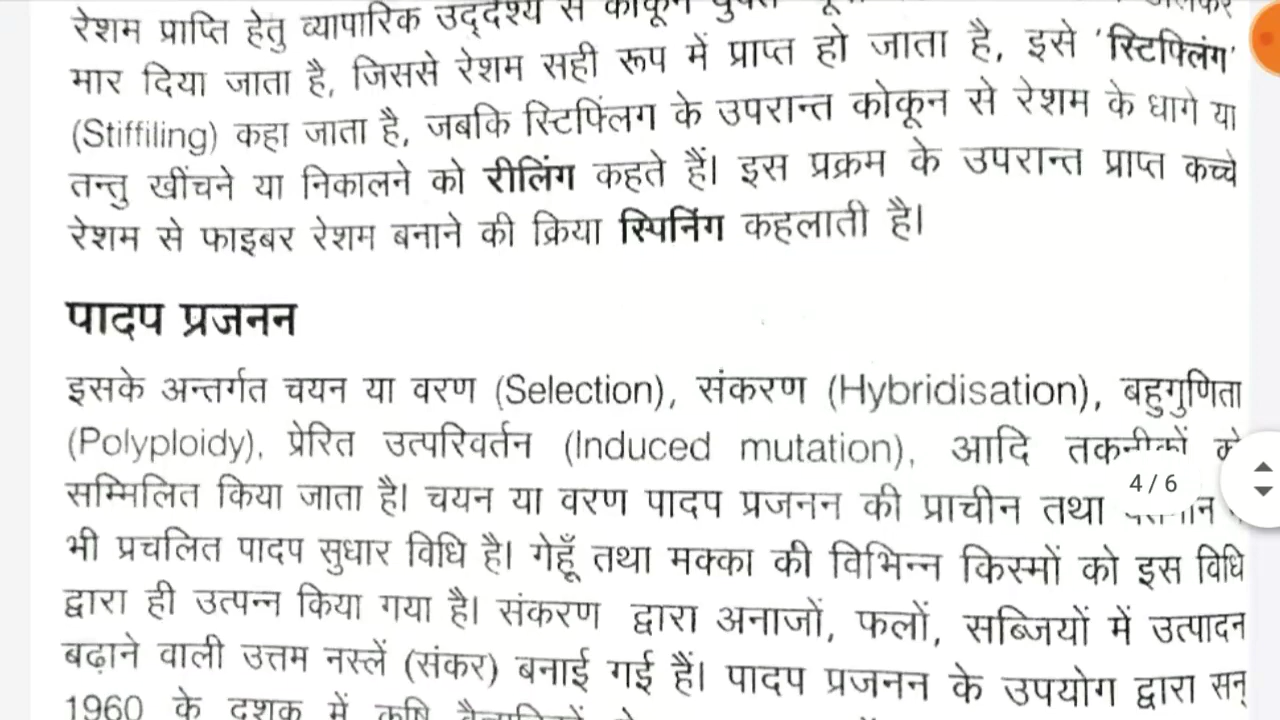 रेशम प्राप्ति हेतु व्यापारिक उद्देश्य से कोकून युक्त
मार दिया जाता है, जिससे रेशम सही रूप में प्राप्त हो जाता है, इसे 'स्टिफ्लिंग'
(Stiffiling) कहा जाता है, जबकि स्टिफ्लिंग के उपरान्त कोकून से रेशम के धागे या
तन्तु खींचने या निकालने को रीलिंग कहते हैं। इस प्रक्रम के उपरान्त प्राप्त कच्चे
रेशम से फाइबर रेशम बनाने की क्रिया स्पिनिंग कहलाती है।
पादप प्रजनन
इसके अन्तर्गत चयन या वरण (Selection), संकरण (Hybridisation), बहुगुणिता
(Polyploidy), प्रेरित उत्परिवर्तन (Induced mutation), आदि तकनीकों
4 / 6
सम्मिलित किया जाता है। चयन या वरण पादप प्रजनन की प्राचीन तथा
भी प्रचलित पादप सुधार विधि है। गेहूँ तथा मक्का की विभिन्न किस्मों को इस विधि
द्वारा ही उत्पन्न किया गया है। संकरण द्वारा अनाजों, फलों, सब्जियों में उत्पादन
बढ़ाने वाली उत्तम नस्लें (संकर) बनाई गई हैं। पादप प्रजनन के उपयोग द्वारा सन्
1960 के दशक में कृषि